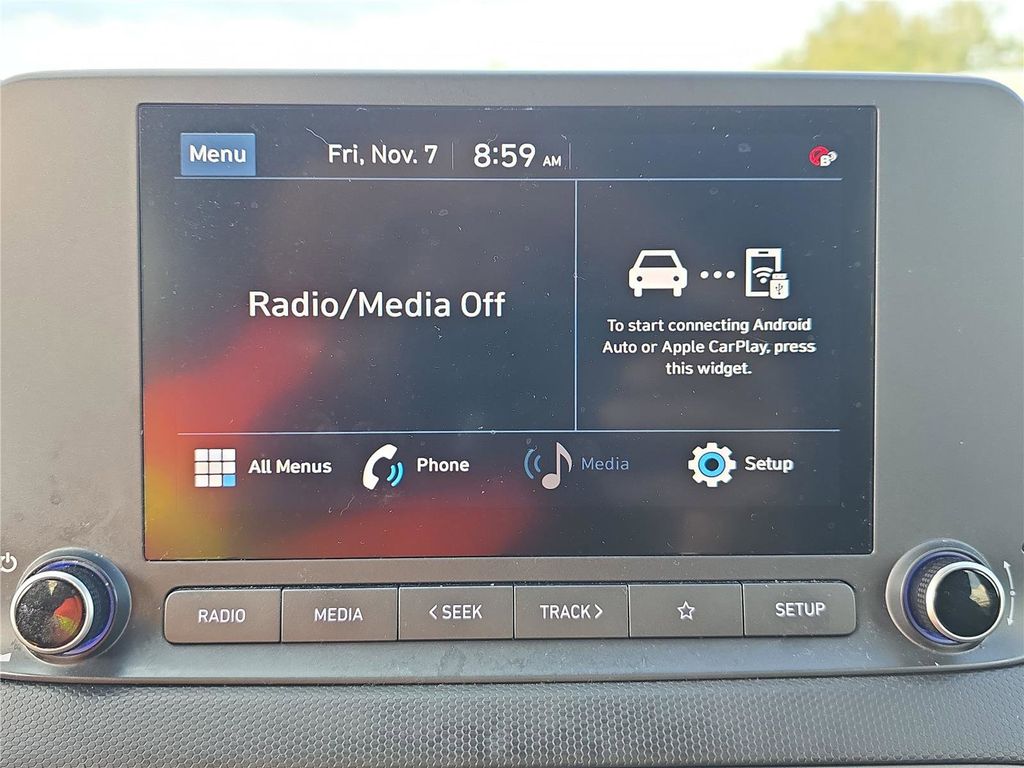 Menu
Fri, Nov. 7
8:59 AM
B
Radio/Media Off
To start connecting Android
Auto or Apple CarPlay, press
this widget.
All Menus
Phone
Media
Setup
RADIO
MEDIA
< SEEK
TRACK >
SETUP